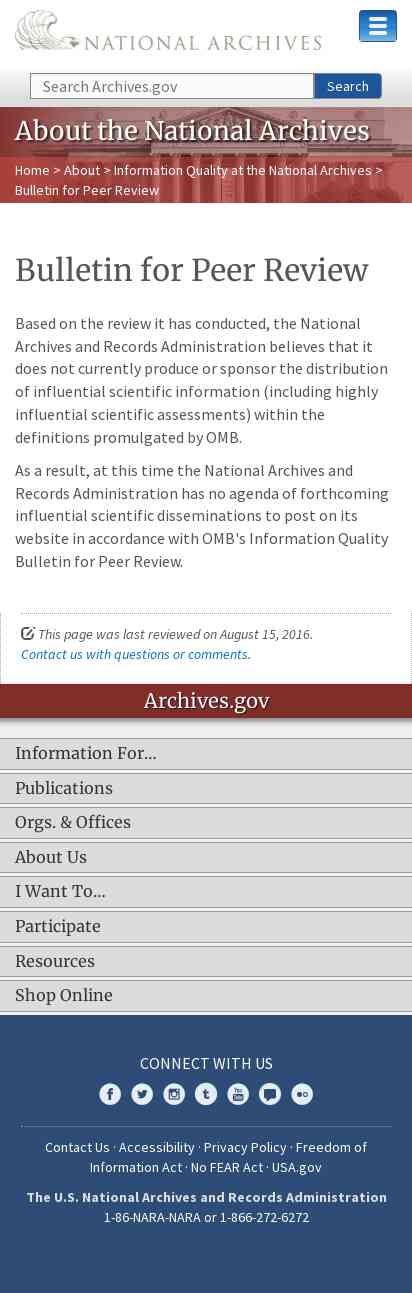 NATIONAL ARCHIVES
Search Archives.gov
Search
About the National Archives
Home > About > Information Quality at the National Archives >
Bulletin for Peer Review
Bulletin for Peer Review
Based on the review it has conducted, the National
Archives and Records Administration believes that it
does not currently produce or sponsor the distribution
of influential scientific information (including highly
influential scientific assessments) within the
definitions promulgated by OMB.
As a result, at this time the National Archives and
Records Administration has no agenda of forthcoming
influential scientific disseminations to post on its
website in accordance with OMB's Information Quality
Bulletin for Peer Review.
This page was last reviewed on August 15, 2016.
Contact us with questions or comments.
Archives.gov
Information For…
Publications
Orgs. & Offices
About Us
I Want To…
Participate
Resources
Shop Online
CONNECT WITH US
Contact Us · Accessibility · Privacy Policy · Freedom of
Information Act · No FEAR Act · USA.gov
The U.S. National Archives and Records Administration
1-86-NARA-NARA or 1-866-272-6272